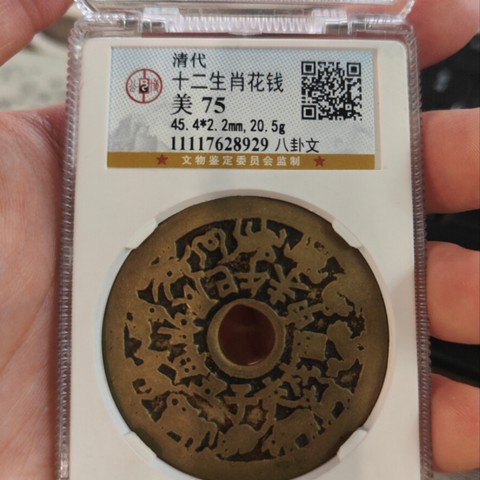 清代
十二生肖花钱
美 75
45.4*2.2mm,20.5g
11117628929 八卦文
★ 文物鉴定委员会监制 ★